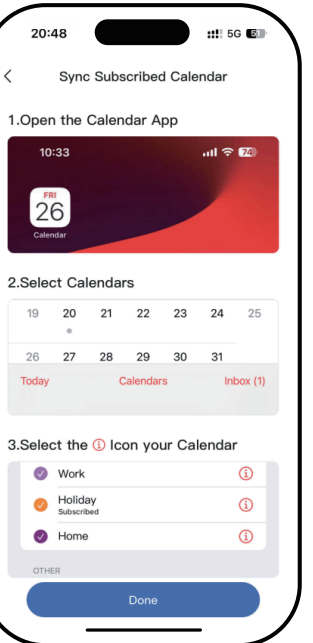 20:48
5G 51
Sync Subscribed Calendar
1.Open the Calendar App
10:33
74
FRI
26
Calendar
2.Select Calendars
19 20 21 22 23 24 25
26 27 28 29 30 31
Today Calendars Inbox (1)
3.Select the ⓘ Icon your Calendar
Work
Holiday
Subscribed
Home
OTHER
Done